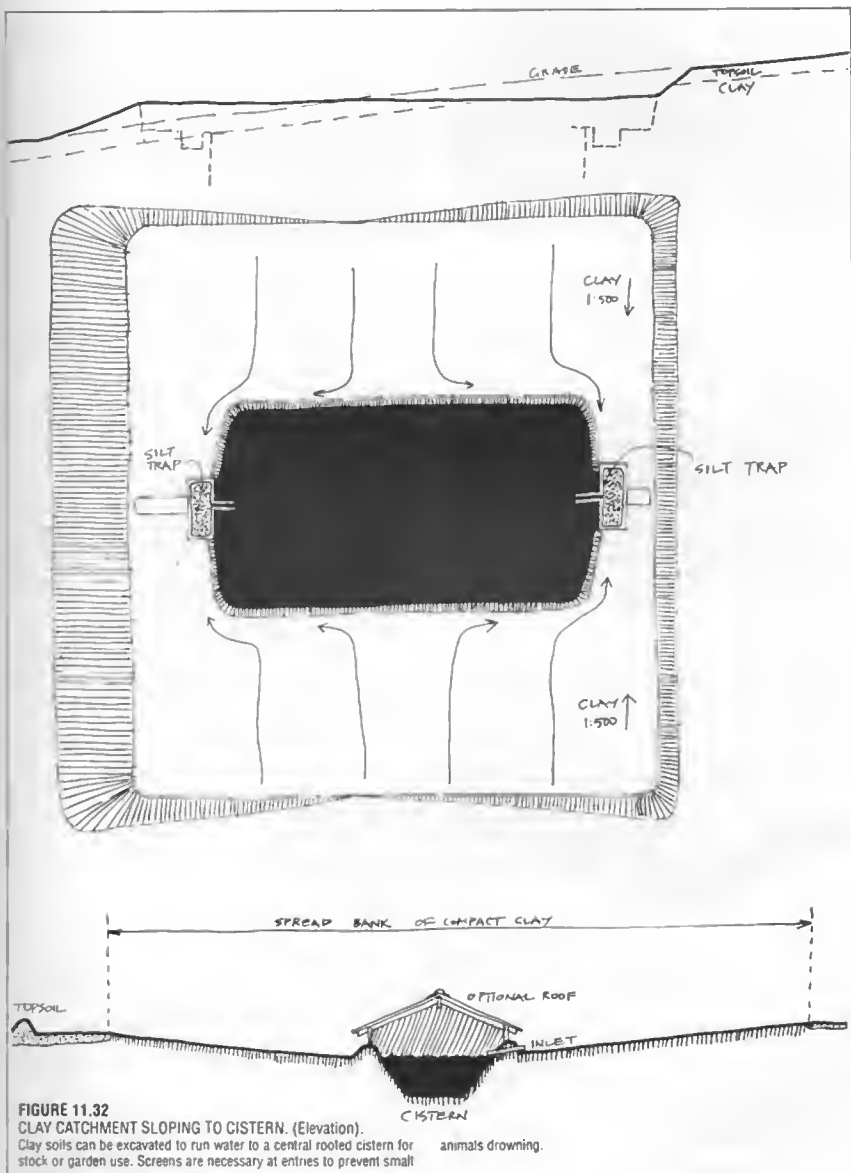 GRADE
TOPSOIL
CLAY
CLAY
1:500
SILT
TRAP
SILT TRAP
CLAY
1:500
SPREAD BANK OF COMPACT CLAY
TOPSOIL
OPTIONAL ROOF
INLET
CISTERN
FIGURE 11.32
CLAY CATCHMENT SLOPING TO CISTERN. (Elevation).
Clay soils can be excavated to run water to a central roofed cistern for
stock or garden use. Screens are necessary at entries to prevent small
animals drowning.